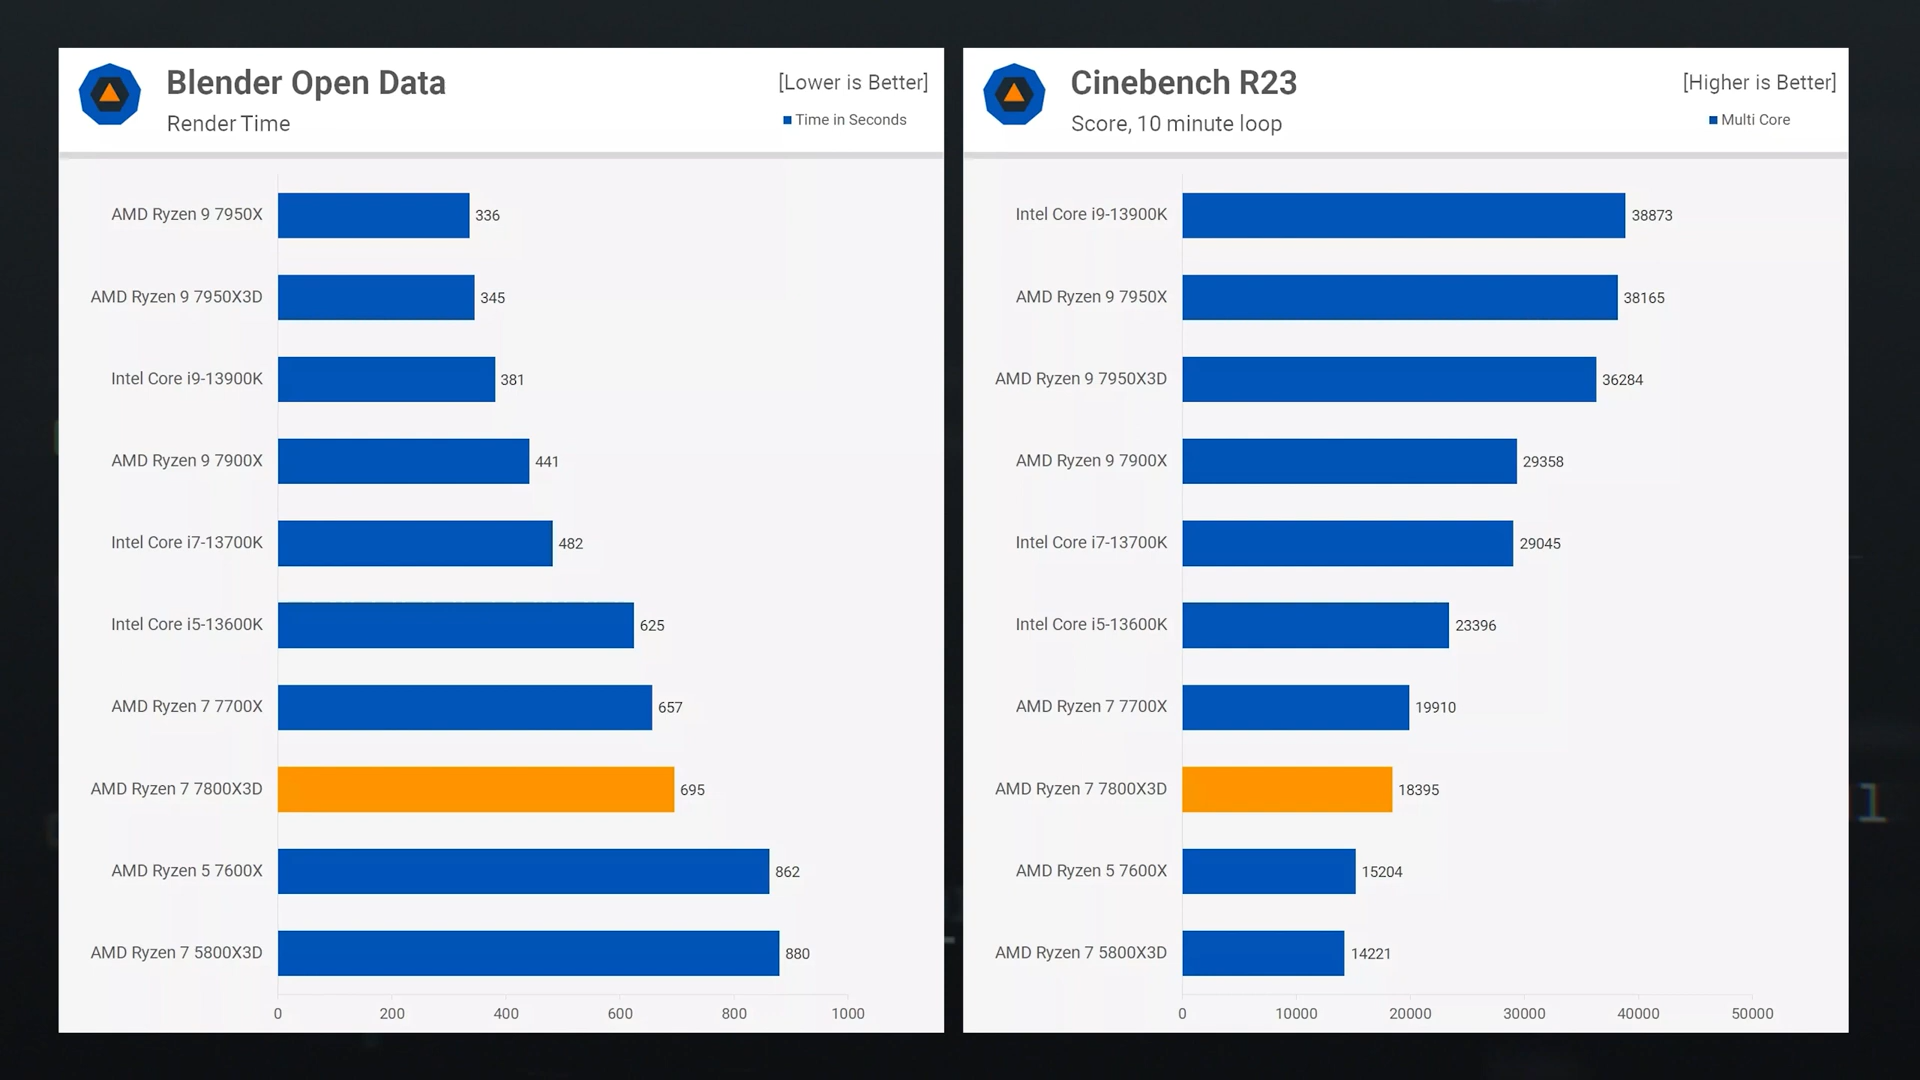 Blender Open Data
[Lower is Better]
Render Time
Time in Seconds
AMD Ryzen 9 7950X 336
AMD Ryzen 9 7950X3D 345
Intel Core i9-13900K 381
AMD Ryzen 9 7900X 441
Intel Core i7-13700K 482
Intel Core i5-13600K 625
AMD Ryzen 7 7700X 657
AMD Ryzen 7 7800X3D 695
AMD Ryzen 5 7600X 862
AMD Ryzen 7 5800X3D 880
0 200 400 600 800 1000
Cinebench R23
[Higher is Better]
Score, 10 minute loop
Multi Core
Intel Core i9-13900K 38873
AMD Ryzen 9 7950X 38165
AMD Ryzen 9 7950X3D 36284
AMD Ryzen 9 7900X 29358
Intel Core i7-13700K 29045
Intel Core i5-13600K 23396
AMD Ryzen 7 7700X 19910
AMD Ryzen 7 7800X3D 18395
AMD Ryzen 5 7600X 15204
AMD Ryzen 7 5800X3D 14221
0 10000 20000 30000 40000 50000
1